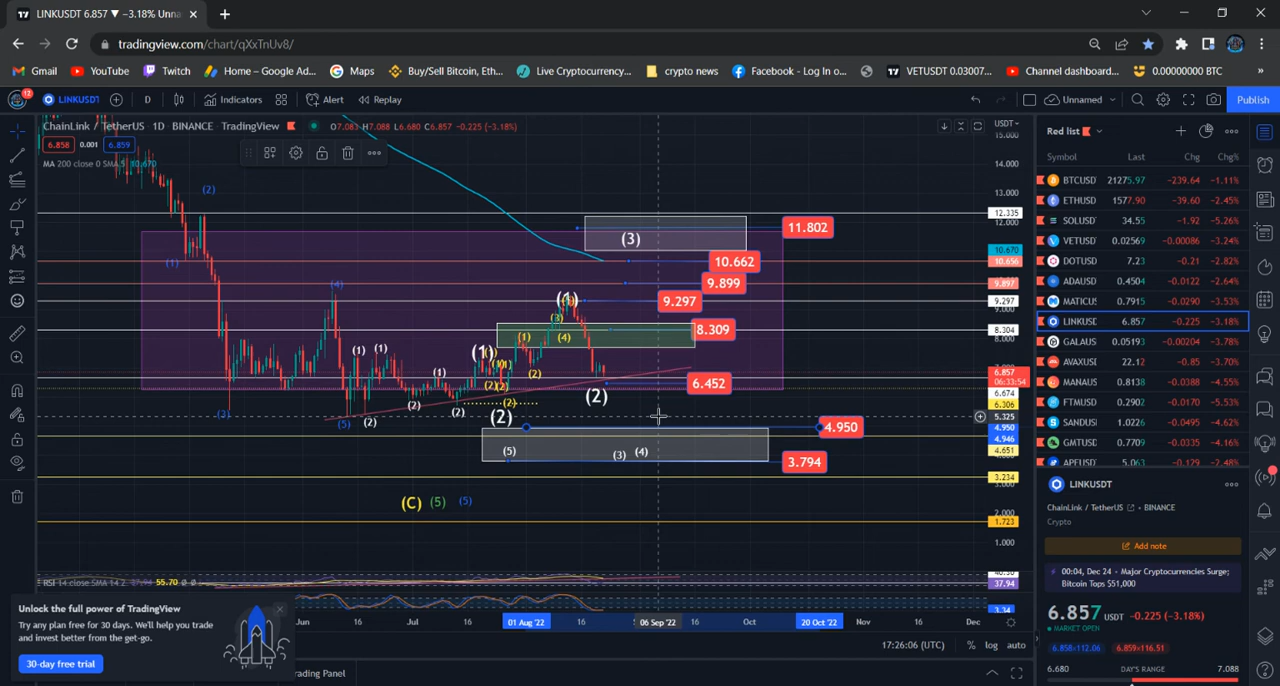 LINKUSDT 6.857 ▼ −3.18% Unna
tradingview.com/chart/qXxTnUv8/
Gmail YouTube Twitch Home – Google Ad... Maps Buy/Sell Bitcoin, Eth... Live Cryptocurrency... crypto news Facebook - Log In o... VETUSDT 0.03007... Channel dashboard... 0.00000000 BTC »
12 LINKUSDT D Indicators Alert Replay Unnamed Publish
ChainLink / TetherUS · 1D · BINANCE · TradingView O7.083 H7.088 L6.680 C6.857 −0.225 (−3.18%)
6.858 0.001 6.859
MA 200 close 0 SMA 5 10.670
USDT
15.000
14.000
13.000
12.335
12.000
10.670
10.656
9.897
9.297
9.000
8.304
8.000
6.857
06:33:54
6.674
6.306
5.325
4.950
4.946
4.651
3.234
2.000
1.723
1.000
37.94
3.34
(2)
(1)
(3)
(4)
(5)
(3)
11.802
10.662
9.899
9.297
8.309
6.452
4.950
3.794
(1) (1) (1) (1) (1)
(2) (2) (2) (2) (2)
(1) (3) (4) (2)
(2)
(5) (3) (4)
(C) (5) (5)
RSI 14 close SMA 14 2 37.94 55.70
Jun 16 Jul 16 01 Aug '22 16 06 Sep '22 16 Oct 20 Oct '22 Nov 16 Dec
17:26:06 (UTC) % log auto
Unlock the full power of TradingView
Try any plan free for 30 days. We'll help you trade
and invest better from the get-go.
30-day free trial
Trading Panel
Red list
Symbol Last Chg Chg%
BTCUSD 21275.97 −239.64 −1.11%
ETHUSD 1577.90 −39.60 −2.45%
SOLUSD 34.55 −1.92 −5.26%
VETUSD 0.02569 −0.00086 −3.24%
DOTUSD 7.23 −0.21 −2.82%
ADAUSD 0.4504 −0.0122 −2.64%
MATICUS 0.7915 −0.0290 −3.53%
LINKUSD 6.857 −0.225 −3.18%
GALAUS 0.05193 −0.00204 −3.78%
AVAXUSI 22.12 −0.85 −3.70%
MANAUS 0.8138 −0.0388 −4.55%
FTMUSD 0.2902 −0.0170 −5.53%
SANDUS 1.0226 −0.0495 −4.62%
GMTUSD 0.7709 −0.0335 −4.16%
APEUSD 5.063 −0.129 −2.48%
LINKUSDT
ChainLink / TetherUS · BINANCE
Crypto
Add note
00:04, Dec 24 · Major Cryptocurrencies Surge;
Bitcoin Tops $51,000
6.857 USDT −0.225 (−3.18%)
MARKET OPEN
6.858×112.06 6.859×116.51
6.680 DAY'S RANGE 7.088